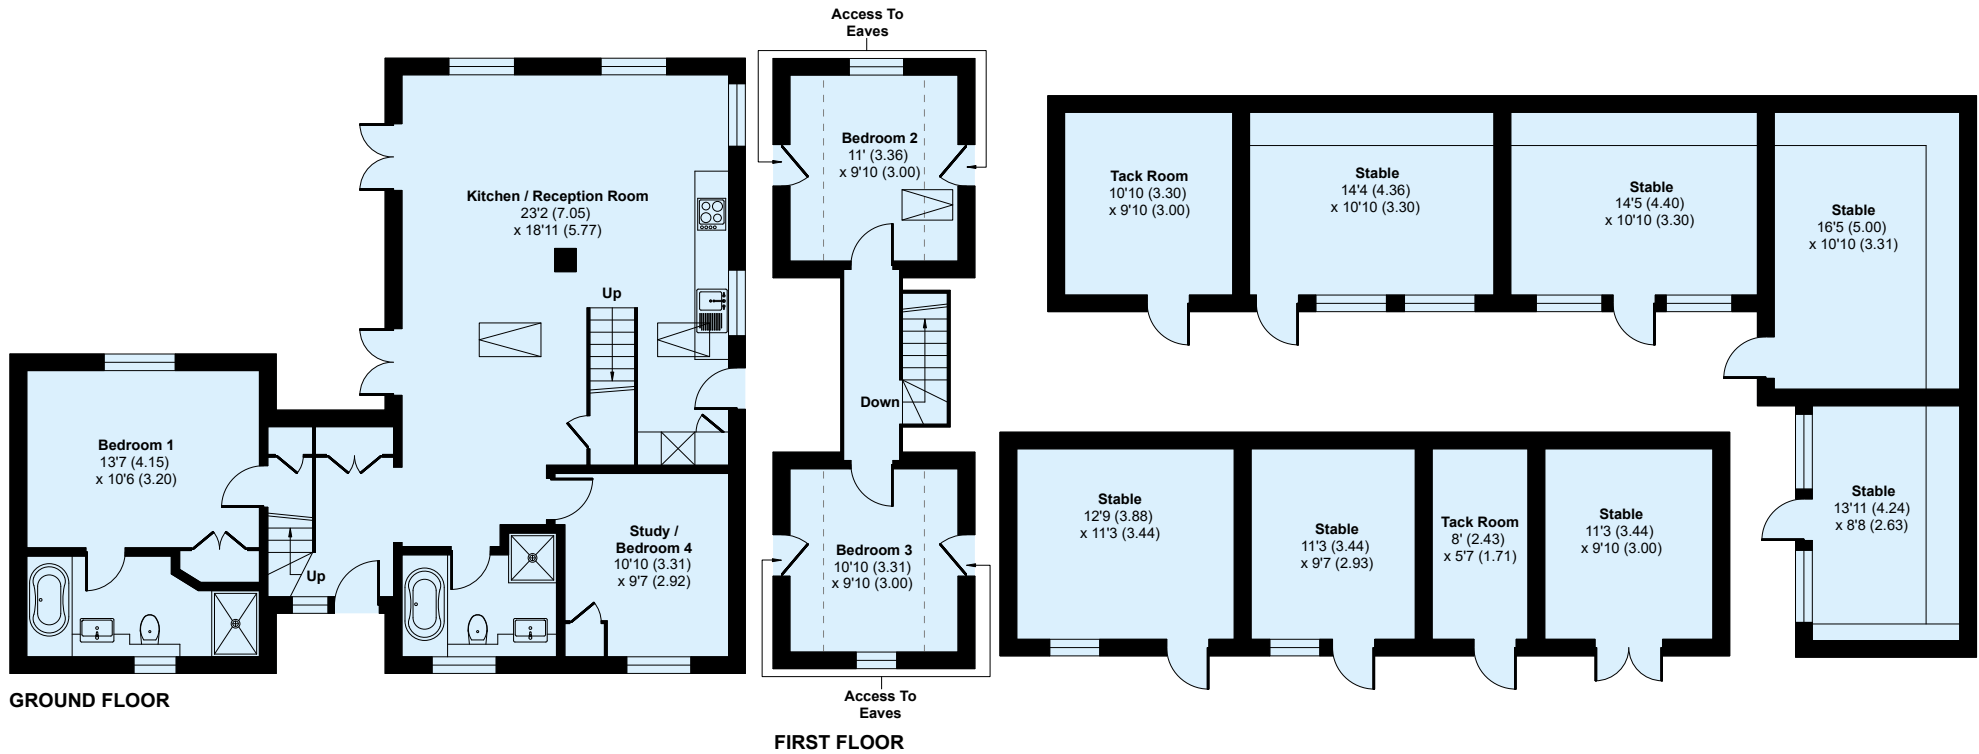 Access To
Eaves
Kitchen / Reception Room
23'2 (7.05)
x 18'11 (5.77)
Up
Bedroom 1
13'7 (4.15)
x 10'6 (3.20)
Up
Study /
Bedroom 4
10'10 (3.31)
x 9'7 (2.92)
GROUND FLOOR
Bedroom 2
11' (3.36)
x 9'10 (3.00)
Down
Bedroom 3
10'10 (3.31)
x 9'10 (3.00)
Access To
Eaves
FIRST FLOOR
Tack Room
10'10 (3.30)
x 9'10 (3.00)
Stable
14'4 (4.36)
x 10'10 (3.30)
Stable
14'5 (4.40)
x 10'10 (3.30)
Stable
16'5 (5.00)
x 10'10 (3.31)
Stable
12'9 (3.88)
x 11'3 (3.44)
Stable
11'3 (3.44)
x 9'7 (2.93)
Tack Room
8' (2.43)
x 5'7 (1.71)
Stable
11'3 (3.44)
x 9'10 (3.00)
Stable
13'11 (4.24)
x 8'8 (2.63)